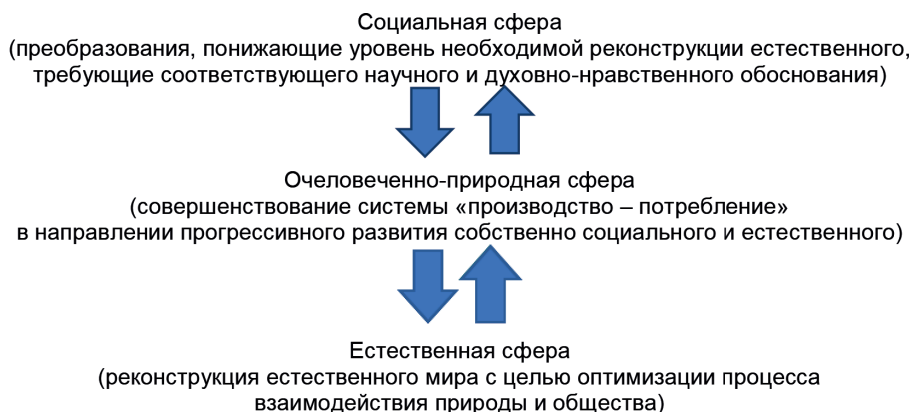 Социальная сфера
(преобразования, понижающие уровень необходимой реконструкции естественного,
требующие соответствующего научного и духовно-нравственного обоснования)
Очеловеченно-природная сфера
(совершенствование системы «производство – потребление»
в направлении прогрессивного развития собственно социального и естественного)
Естественная сфера
(реконструкция естественного мира с целью оптимизации процесса
взаимодействия природы и общества)